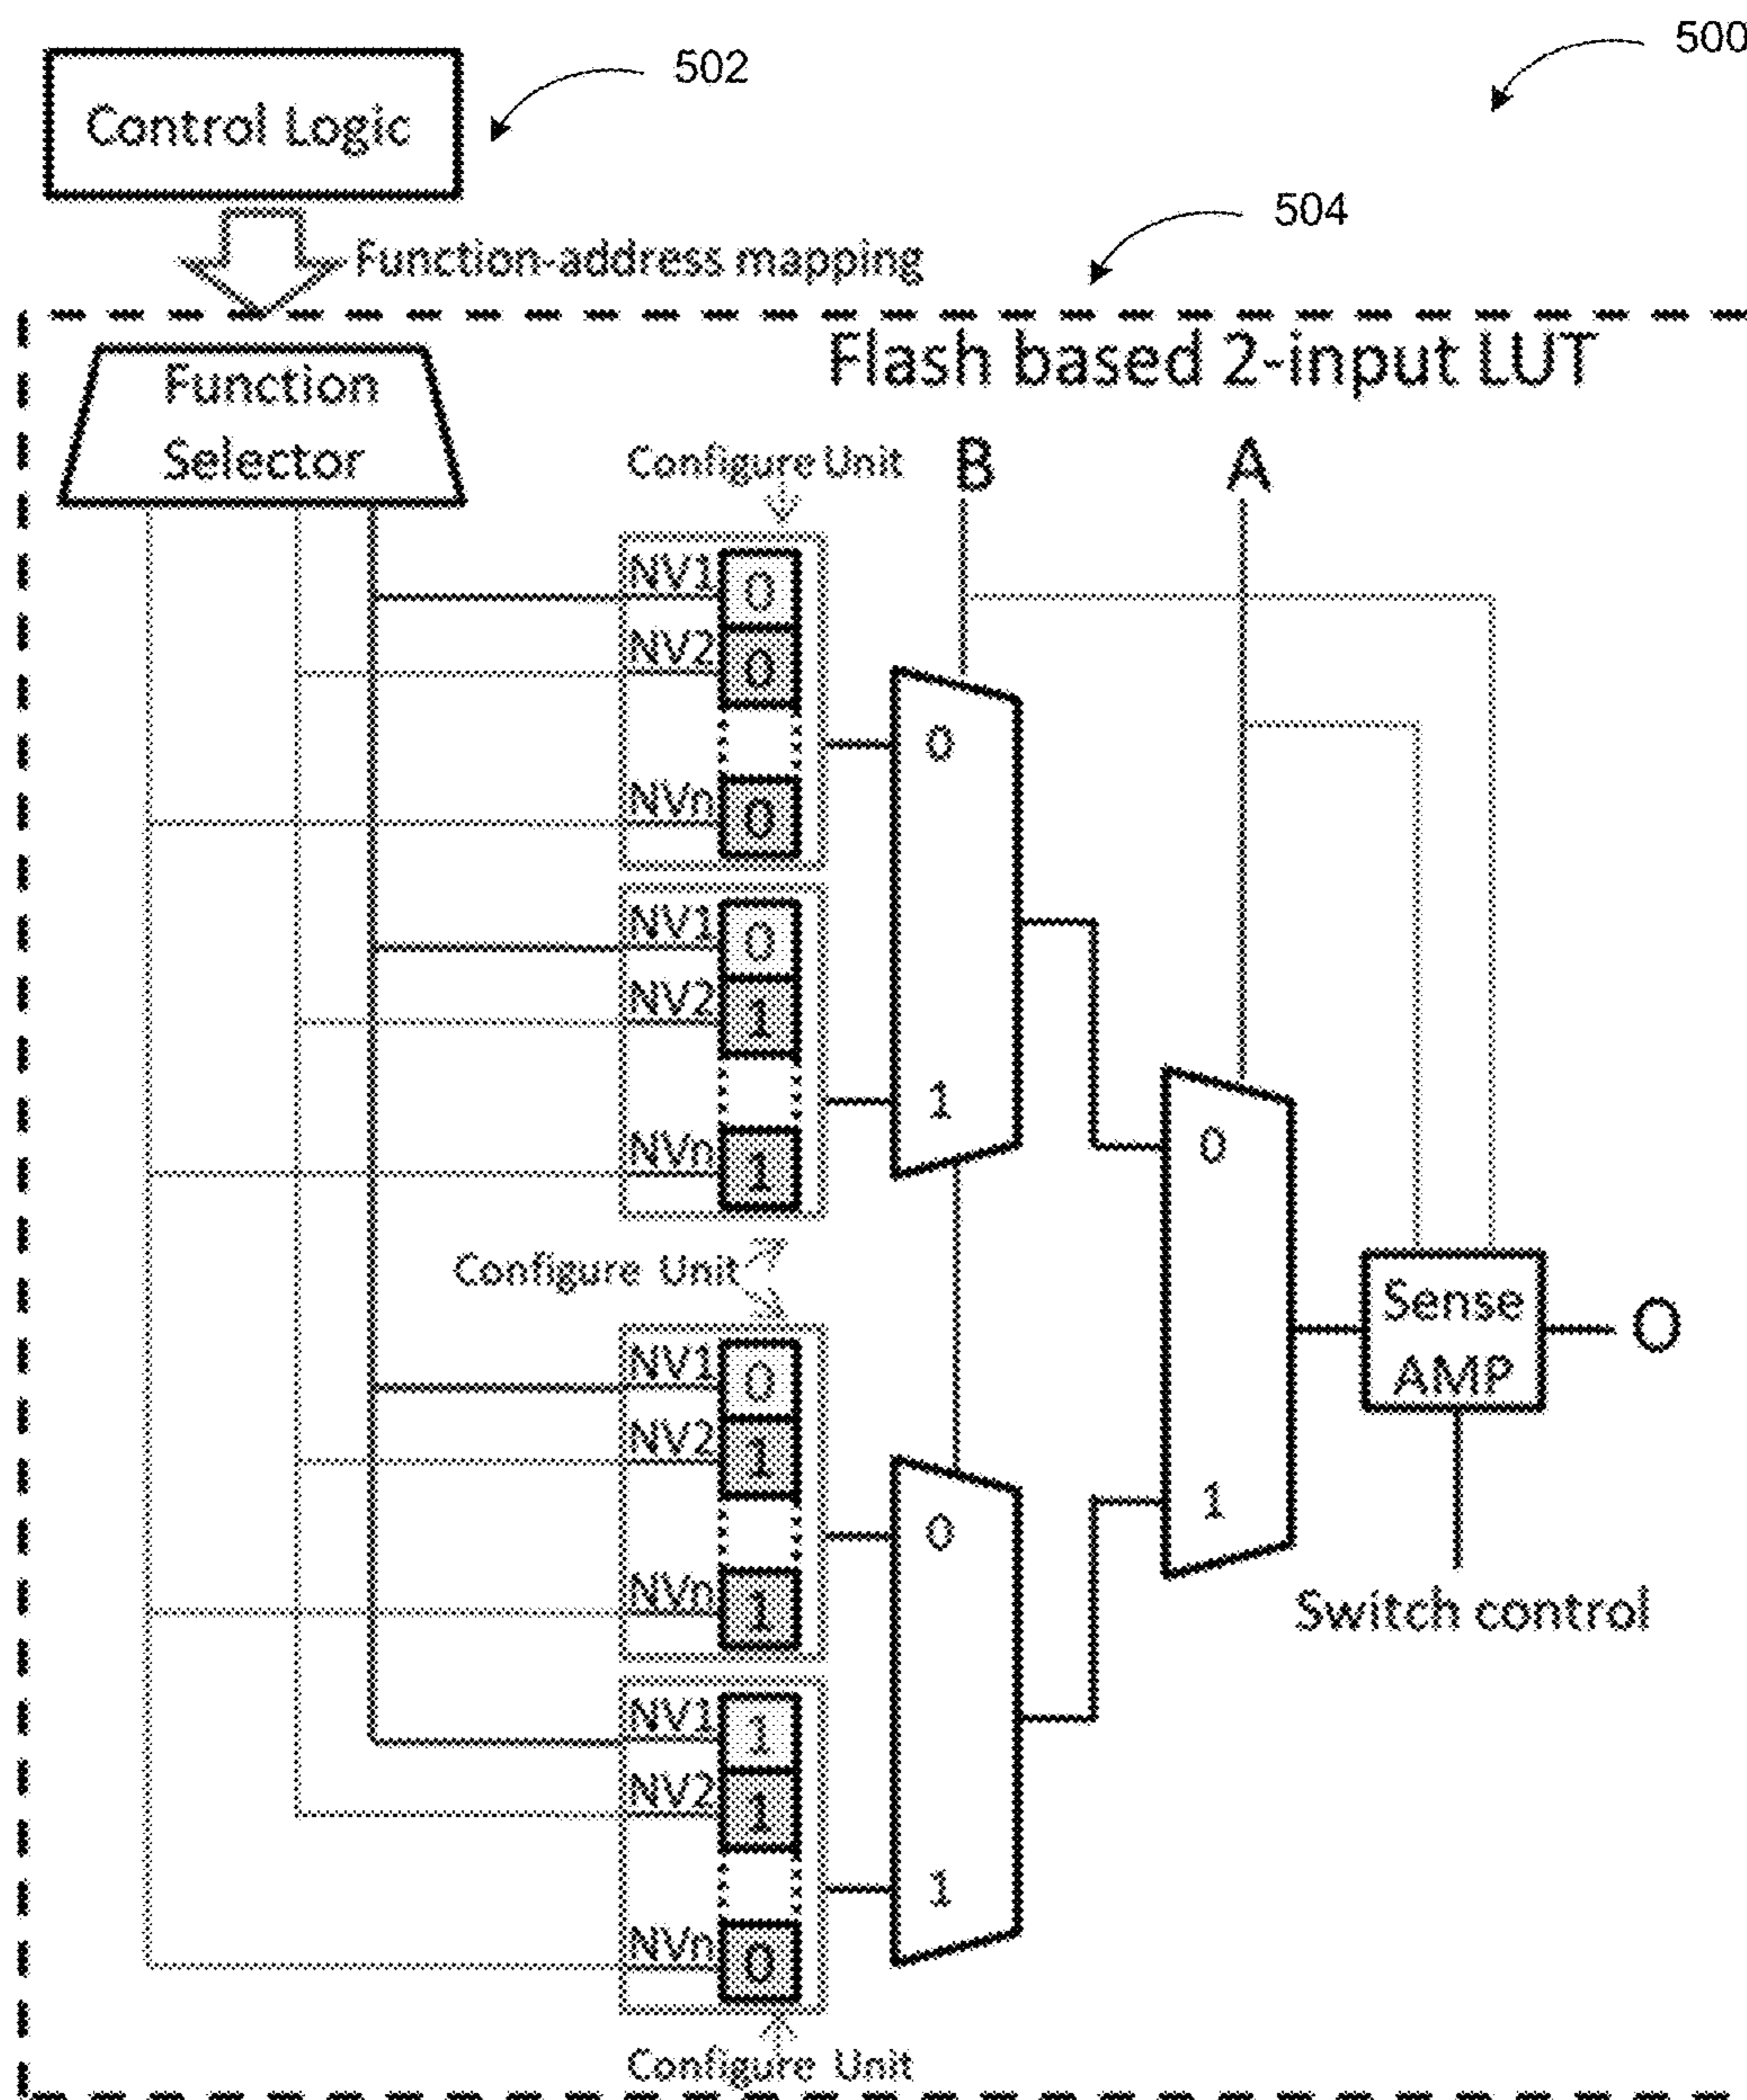 500
502
Control Logic
504
Function-address mapping
Flash based 2-input LUT
Function
Selector
Configure Unit
B
A
NV1 0
NV2 0
NVn 0
0
NV1 0
NV2 1
NVn 1
1
0
Configure Unit
Sense
AMP
O
NV1 0
NV2 1
NVn 1
0
1
Switch control
NV1 1
NV2 1
NVn 0
1
Configure Unit